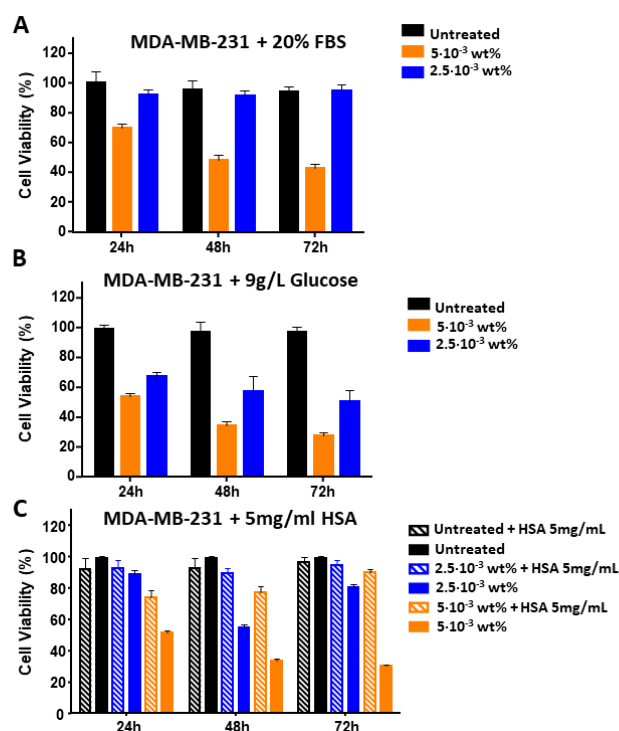 A
MDA-MB-231 + 20% FBS
Untreated
5·10⁻³ wt%
2.5·10⁻³ wt%
Cell Viability (%)
120
100
80
60
40
20
0
24h
48h
72h
B
MDA-MB-231 + 9g/L Glucose
Untreated
5·10⁻³ wt%
2.5·10⁻³ wt%
Cell Viability (%)
120
100
80
60
40
20
0
24h
48h
72h
C
MDA-MB-231 + 5mg/ml HSA
Untreated + HSA 5mg/mL
Untreated
2.5·10⁻³ wt% + HSA 5mg/mL
2.5·10⁻³ wt%
5·10⁻³ wt% + HSA 5mg/mL
5·10⁻³ wt%
Cell Viability (%)
120
100
80
60
40
20
0
24h
48h
72h